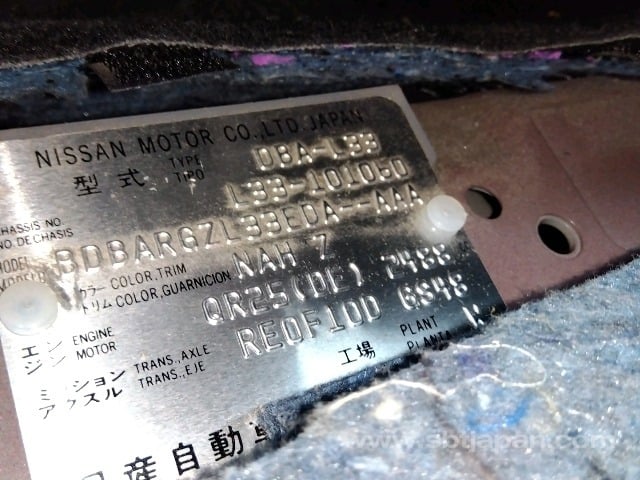 NISSAN MOTOR CO., LTD. JAPAN
型式 TYPE TIPO DBA-L33
CHASSIS NO. NO. DE CHASIS L33-101060
MODEL BDBARGZL33EDA--AAA
カラー トリム COLOR,TRIM COLOR,GUARNICION NAH Z
エンジン ENGINE MOTOR QR25(DE) 2488
ミッション アクスル TRANS.,AXLE TRANS.,EJE RE0F10D 6S48
工場 PLANT PLANTA
日産自動車
www.sbtjapan.com